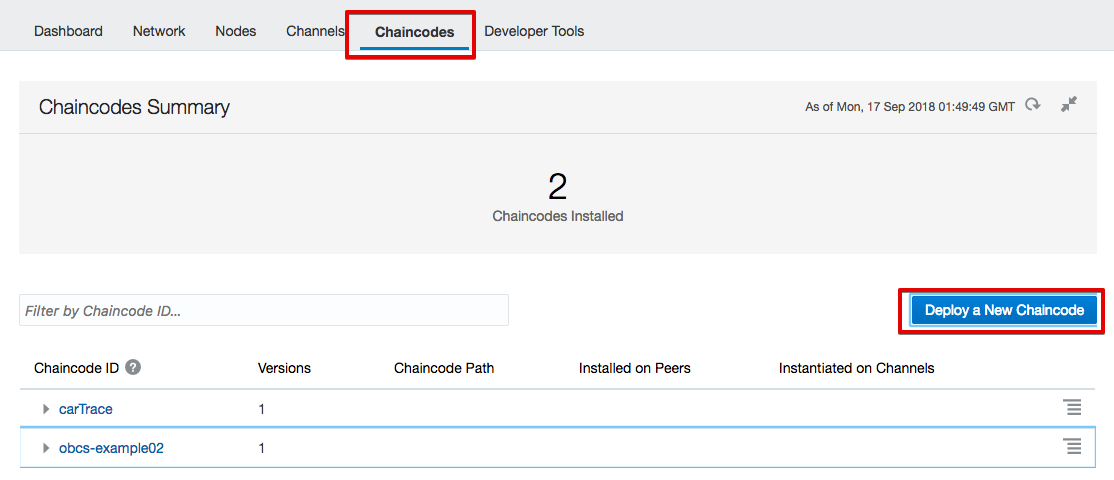 Dashboard Network Nodes Channels Chaincodes Developer Tools
Chaincodes Summary As of Mon, 17 Sep 2018 01:49:49 GMT
2
Chaincodes Installed
Filter by Chaincode ID... Deploy a New Chaincode
Chaincode ID ? Versions Chaincode Path Installed on Peers Instantiated on Channels
carTrace 1
obcs-example02 1